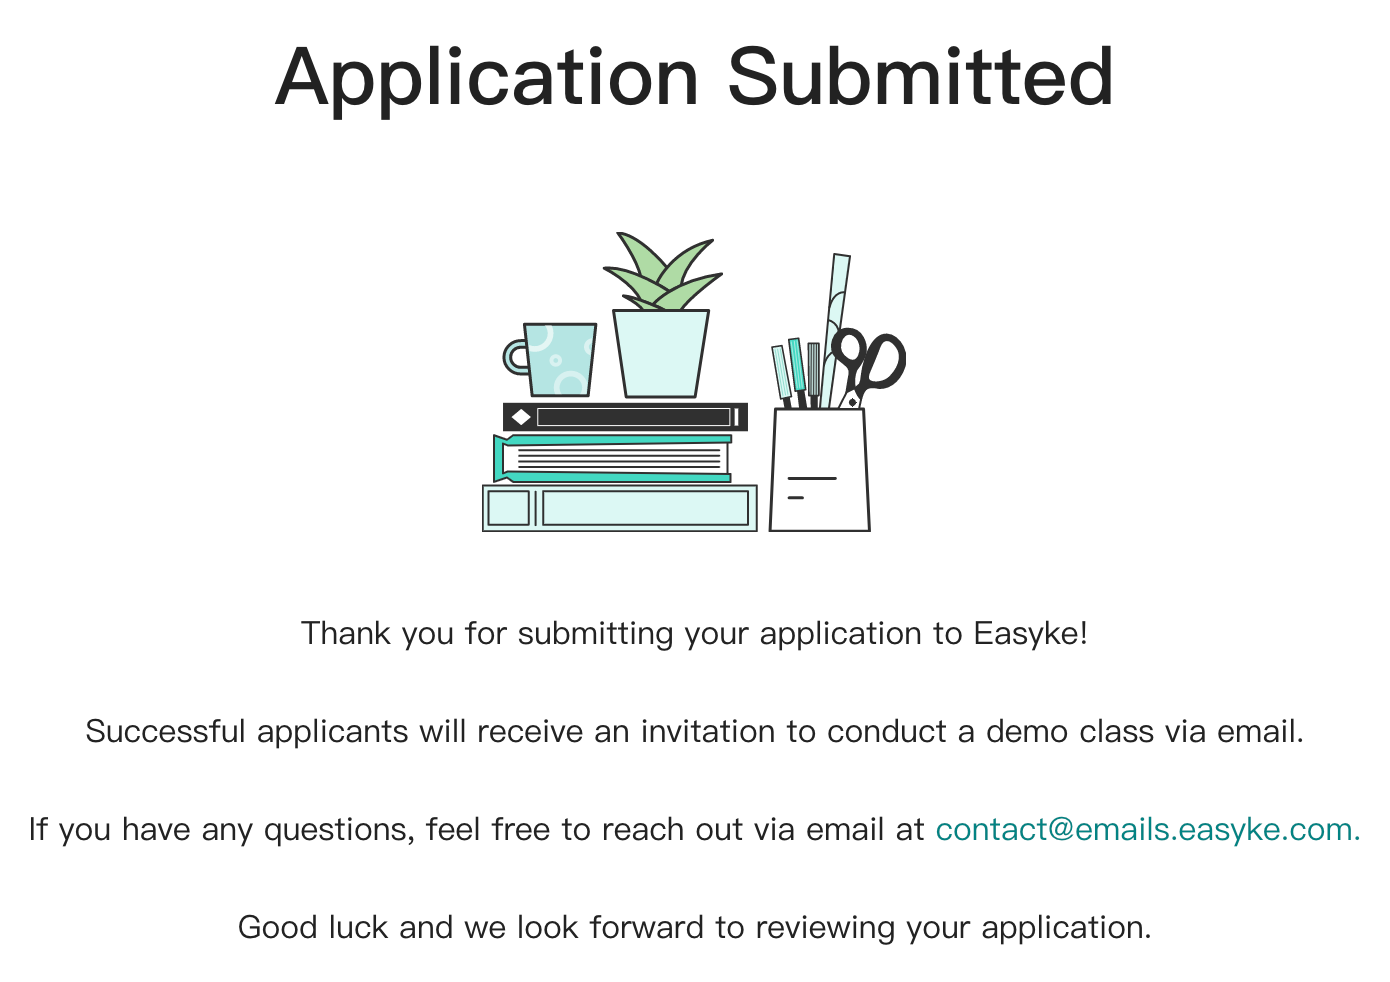 Application Submitted
Thank you for submitting your application to Easyke!
Successful applicants will receive an invitation to conduct a demo class via email.
If you have any questions, feel free to reach out via email at contact@emails.easyke.com.
Good luck and we look forward to reviewing your application.